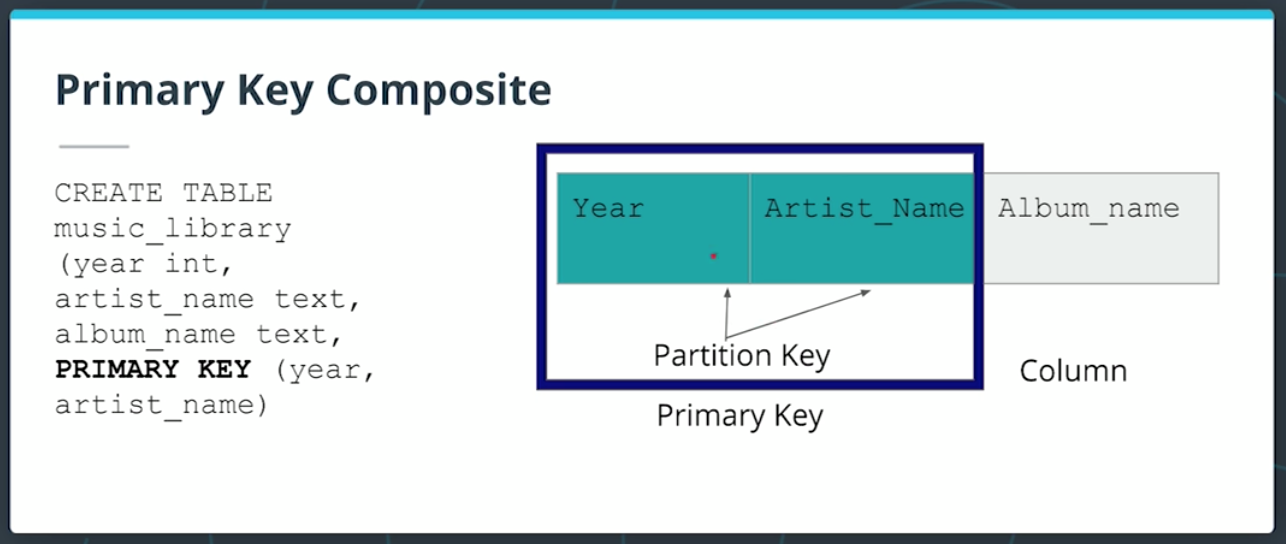 Primary Key Composite
CREATE TABLE
music_library
(year int,
artist_name text,
album_name text,
PRIMARY KEY (year,
artist_name)
Year
Artist_Name
Album_name
Partition Key
Column
Primary Key